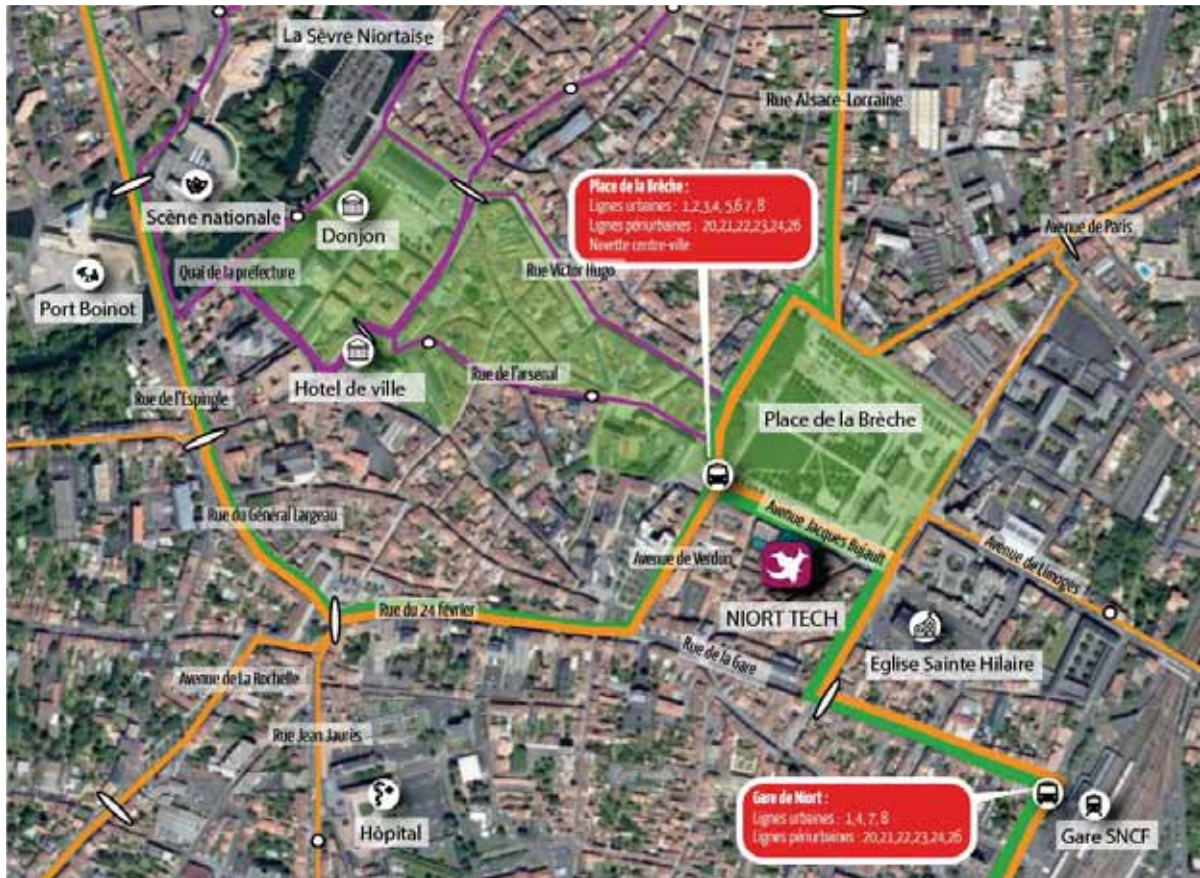 La Sèvre Niortaise
Rue Alsace-Lorraine
Place de la Brèche :
Lignes urbaines : 1,2,3,4, 5,6 7, 8
Lignes périurbaines : 20,21,22,23,24,26
Navette centre-ville
Scène nationale
Donjon
Avenue de Paris
Quai de la préfecture
Rue Victor Hugo
Port Boinot
Hotel de ville
Rue de l'arsenal
Rue de l'Espingle
Place de la Brèche
Rue du Général Largeau
Avenue Jacques Bujault
Avenue de Limoges
Avenue de Verdun
NIORT TECH
Rue du 24 février
Rue de la Gare
Eglise Sainte Hilaire
Avenue de La Rochelle
Rue Jean Jaurès
Hôpital
Gare de Niort :
Lignes urbaines : 1,4, 7, 8
Lignes périurbaines : 20,21,22,23,24,26
Gare SNCF